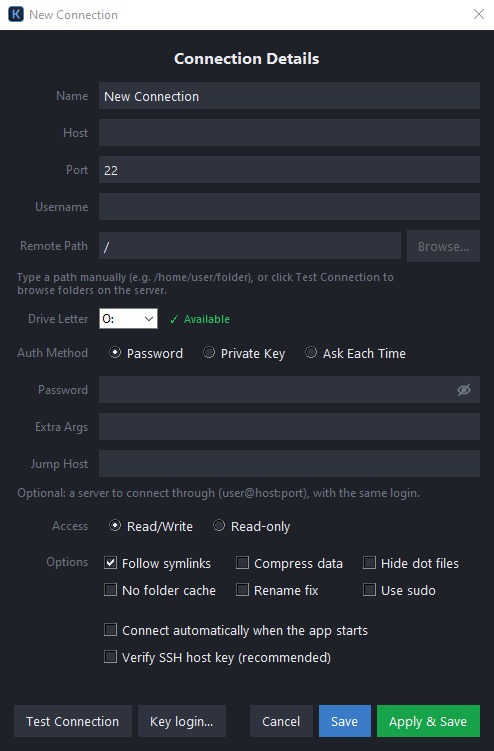 K New Connection
Connection Details
Name New Connection
Host
Port 22
Username
Remote Path / Browse...
Type a path manually (e.g. /home/user/folder), or click Test Connection to
browse folders on the server.
Drive Letter O: ✓ Available
Auth Method Password Private Key Ask Each Time
Password
Extra Args
Jump Host
Optional: a server to connect through (user@host:port), with the same login.
Access Read/Write Read-only
Options Follow symlinks Compress data Hide dot files
No folder cache Rename fix Use sudo
Connect automatically when the app starts
Verify SSH host key (recommended)
Test Connection Key login... Cancel Save Apply & Save